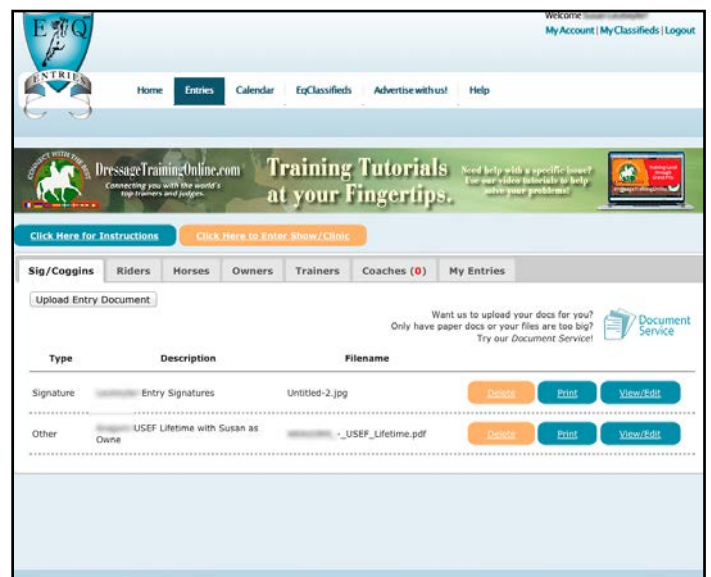 Welcome
My Account | My Classifieds | Logout
E Q
ENTRIES
Home Entries Calendar EqClassifieds Advertise with us! Help
CONNECT WITH THE BEST
DressageTrainingOnline.com
Connecting you with the world's
top trainers and judges.
Training Tutorials
at your Fingertips.
Need help with a specific issue?
Use our video tutorials to help
solve your problems!
Click Here for Instructions Click Here to Enter Show/Clinic
Sig/Coggins Riders Horses Owners Trainers Coaches (0) My Entries
Upload Entry Document
Want us to upload your docs for you?
Only have paper docs or your files are too big?
Try our Document Service!
Document
Service
Type Description Filename
Signature Entry Signatures Untitled-2.jpg Delete Print View/Edit
Other USEF Lifetime with Susan as
Owne
-_USEF_Lifetime.pdf Delete Print View/Edit